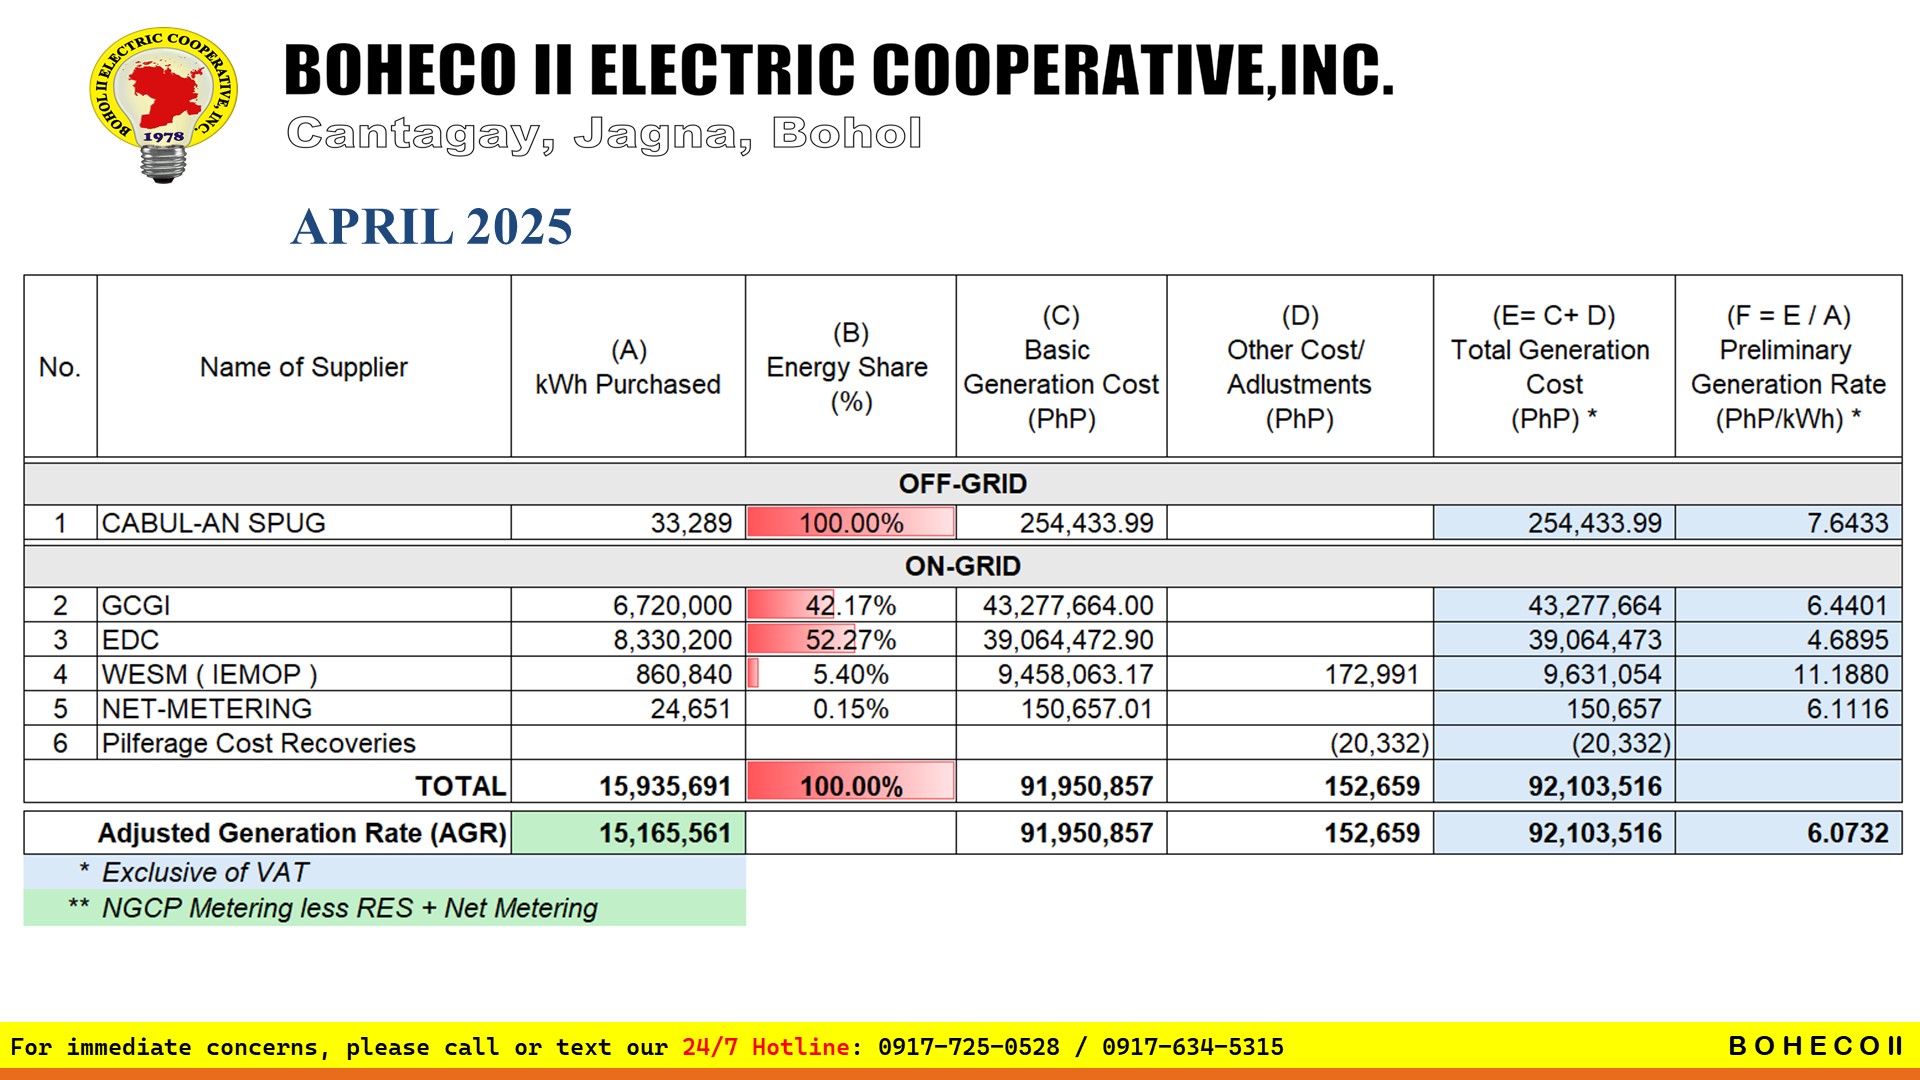 BOHOL II ELECTRIC COOPERATIVE, INC.
1978
BOHECO II ELECTRIC COOPERATIVE,INC.
Cantagay, Jagna, Bohol
APRIL 2025
No. Name of Supplier (A) kWh Purchased (B) Energy Share (%) (C) Basic Generation Cost (PhP) (D) Other Cost/ Adlustments (PhP) (E= C+ D) Total Generation Cost (PhP) * (F = E / A) Preliminary Generation Rate (PhP/kWh) *
OFF-GRID
1 CABUL-AN SPUG 33,289 100.00% 254,433.99 254,433.99 7.6433
ON-GRID
2 GCGI 6,720,000 42.17% 43,277,664.00 43,277,664 6.4401
3 EDC 8,330,200 52.27% 39,064,472.90 39,064,473 4.6895
4 WESM ( IEMOP ) 860,840 5.40% 9,458,063.17 172,991 9,631,054 11.1880
5 NET-METERING 24,651 0.15% 150,657.01 150,657 6.1116
6 Pilferage Cost Recoveries (20,332) (20,332)
TOTAL 15,935,691 100.00% 91,950,857 152,659 92,103,516
Adjusted Generation Rate (AGR) 15,165,561 91,950,857 152,659 92,103,516 6.0732
* Exclusive of VAT
** NGCP Metering less RES + Net Metering
For immediate concerns, please call or text our 24/7 Hotline: 0917-725-0528 / 0917-634-5315 BOHECO II